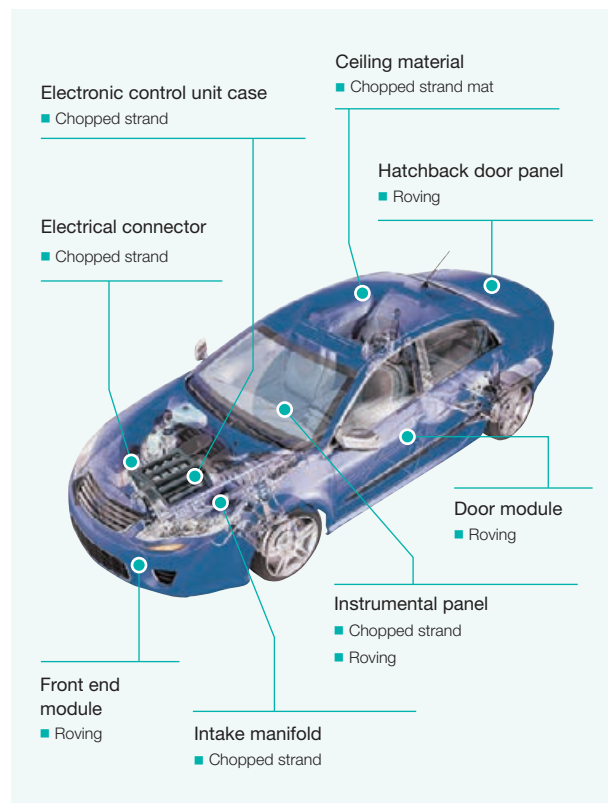 Ceiling material
■ Chopped strand mat
Electronic control unit case
■ Chopped strand
Hatchback door panel
■ Roving
Electrical connector
■ Chopped strand
Door module
■ Roving
Instrumental panel
■ Chopped strand
■ Roving
Front end
module
■ Roving
Intake manifold
■ Chopped strand